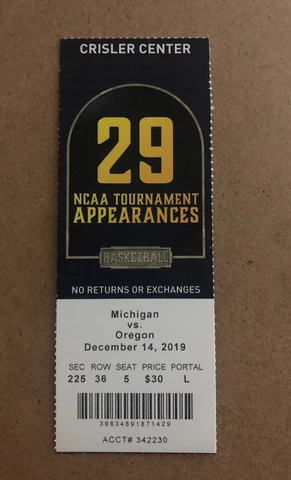 CRISLER CENTER
29
NCAA TOURNAMENT
APPEARANCES
BASKETBALL
NO RETURNS OR EXCHANGES
Michigan
vs.
Oregon
December 14, 2019
SEC ROW SEAT PRICE PORTAL
225 36 5 $30 L
39834891871429
ACCT# 342230